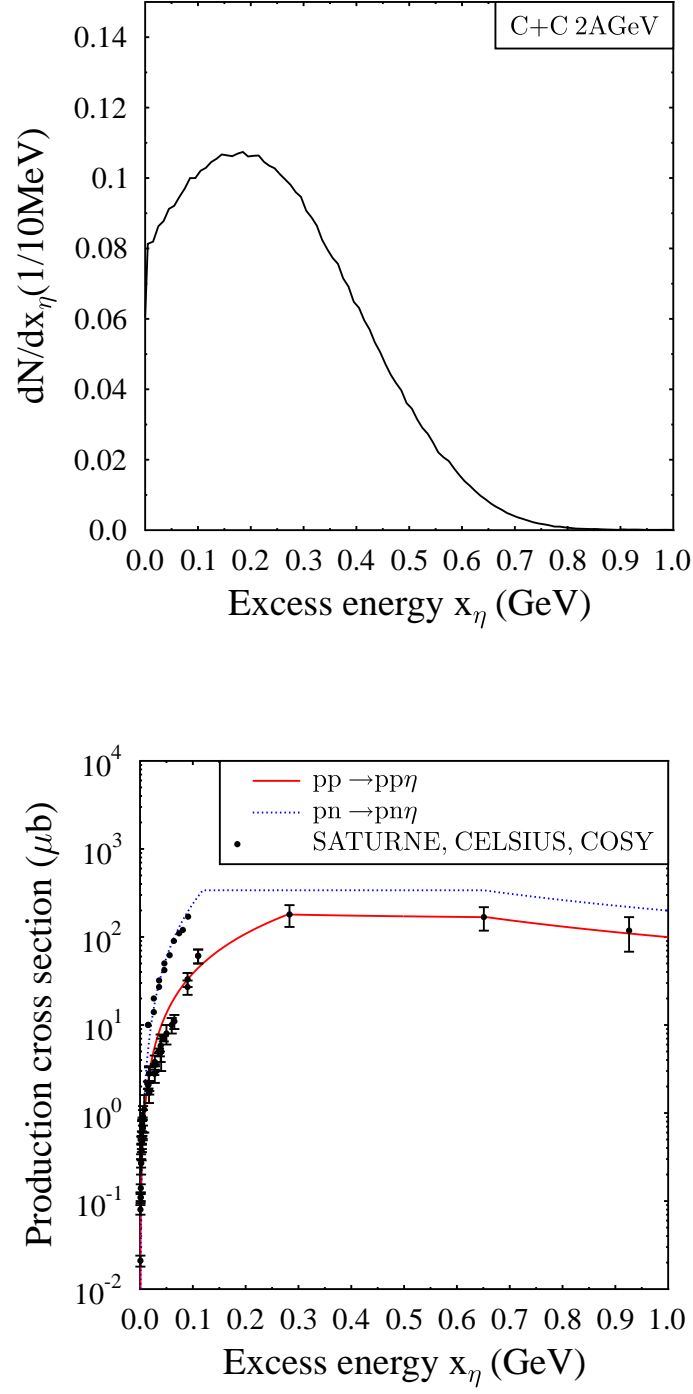 C+C 2AGeV
dN/dx_η(1/10MeV)
0.14
0.12
0.1
0.08
0.06
0.04
0.02
0.0
0.0 0.1 0.2 0.3 0.4 0.5 0.6 0.7 0.8 0.9 1.0
Excess energy x_η (GeV)
Production cross section (μb)
10^4
10^3
10^2
10^1
10^0
10^-1
10^-2
pp →ppη
pn →pnη
SATURNE, CELSIUS, COSY
0.0 0.1 0.2 0.3 0.4 0.5 0.6 0.7 0.8 0.9 1.0
Excess energy x_η (GeV)